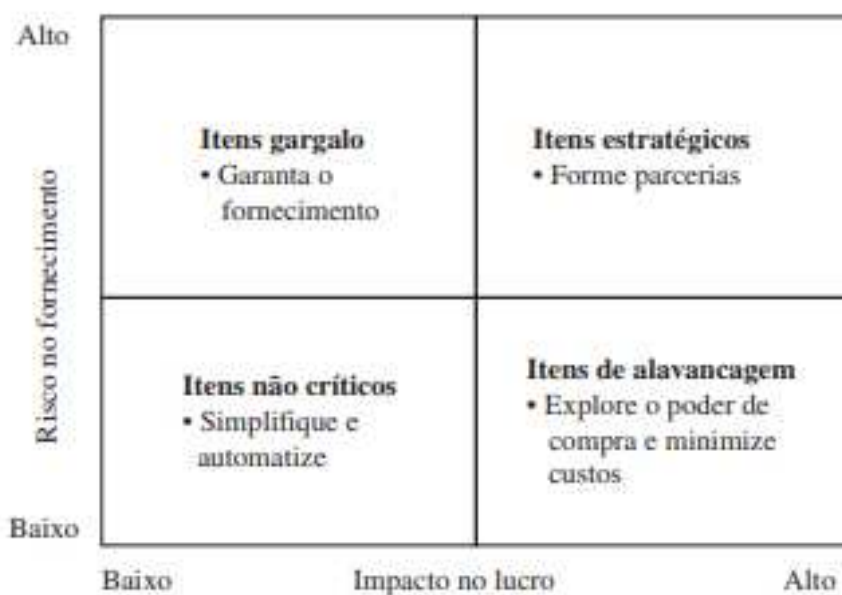 Alto
Itens gargalo
• Garanta o
fornecimento
Itens estratégicos
• Forme parcerias
Risco no fornecimento
Itens não críticos
• Simplifique e
automatize
Itens de alavancagem
• Explore o poder de
compra e minimize
custos
Baixo
Baixo
Impacto no lucro
Alto